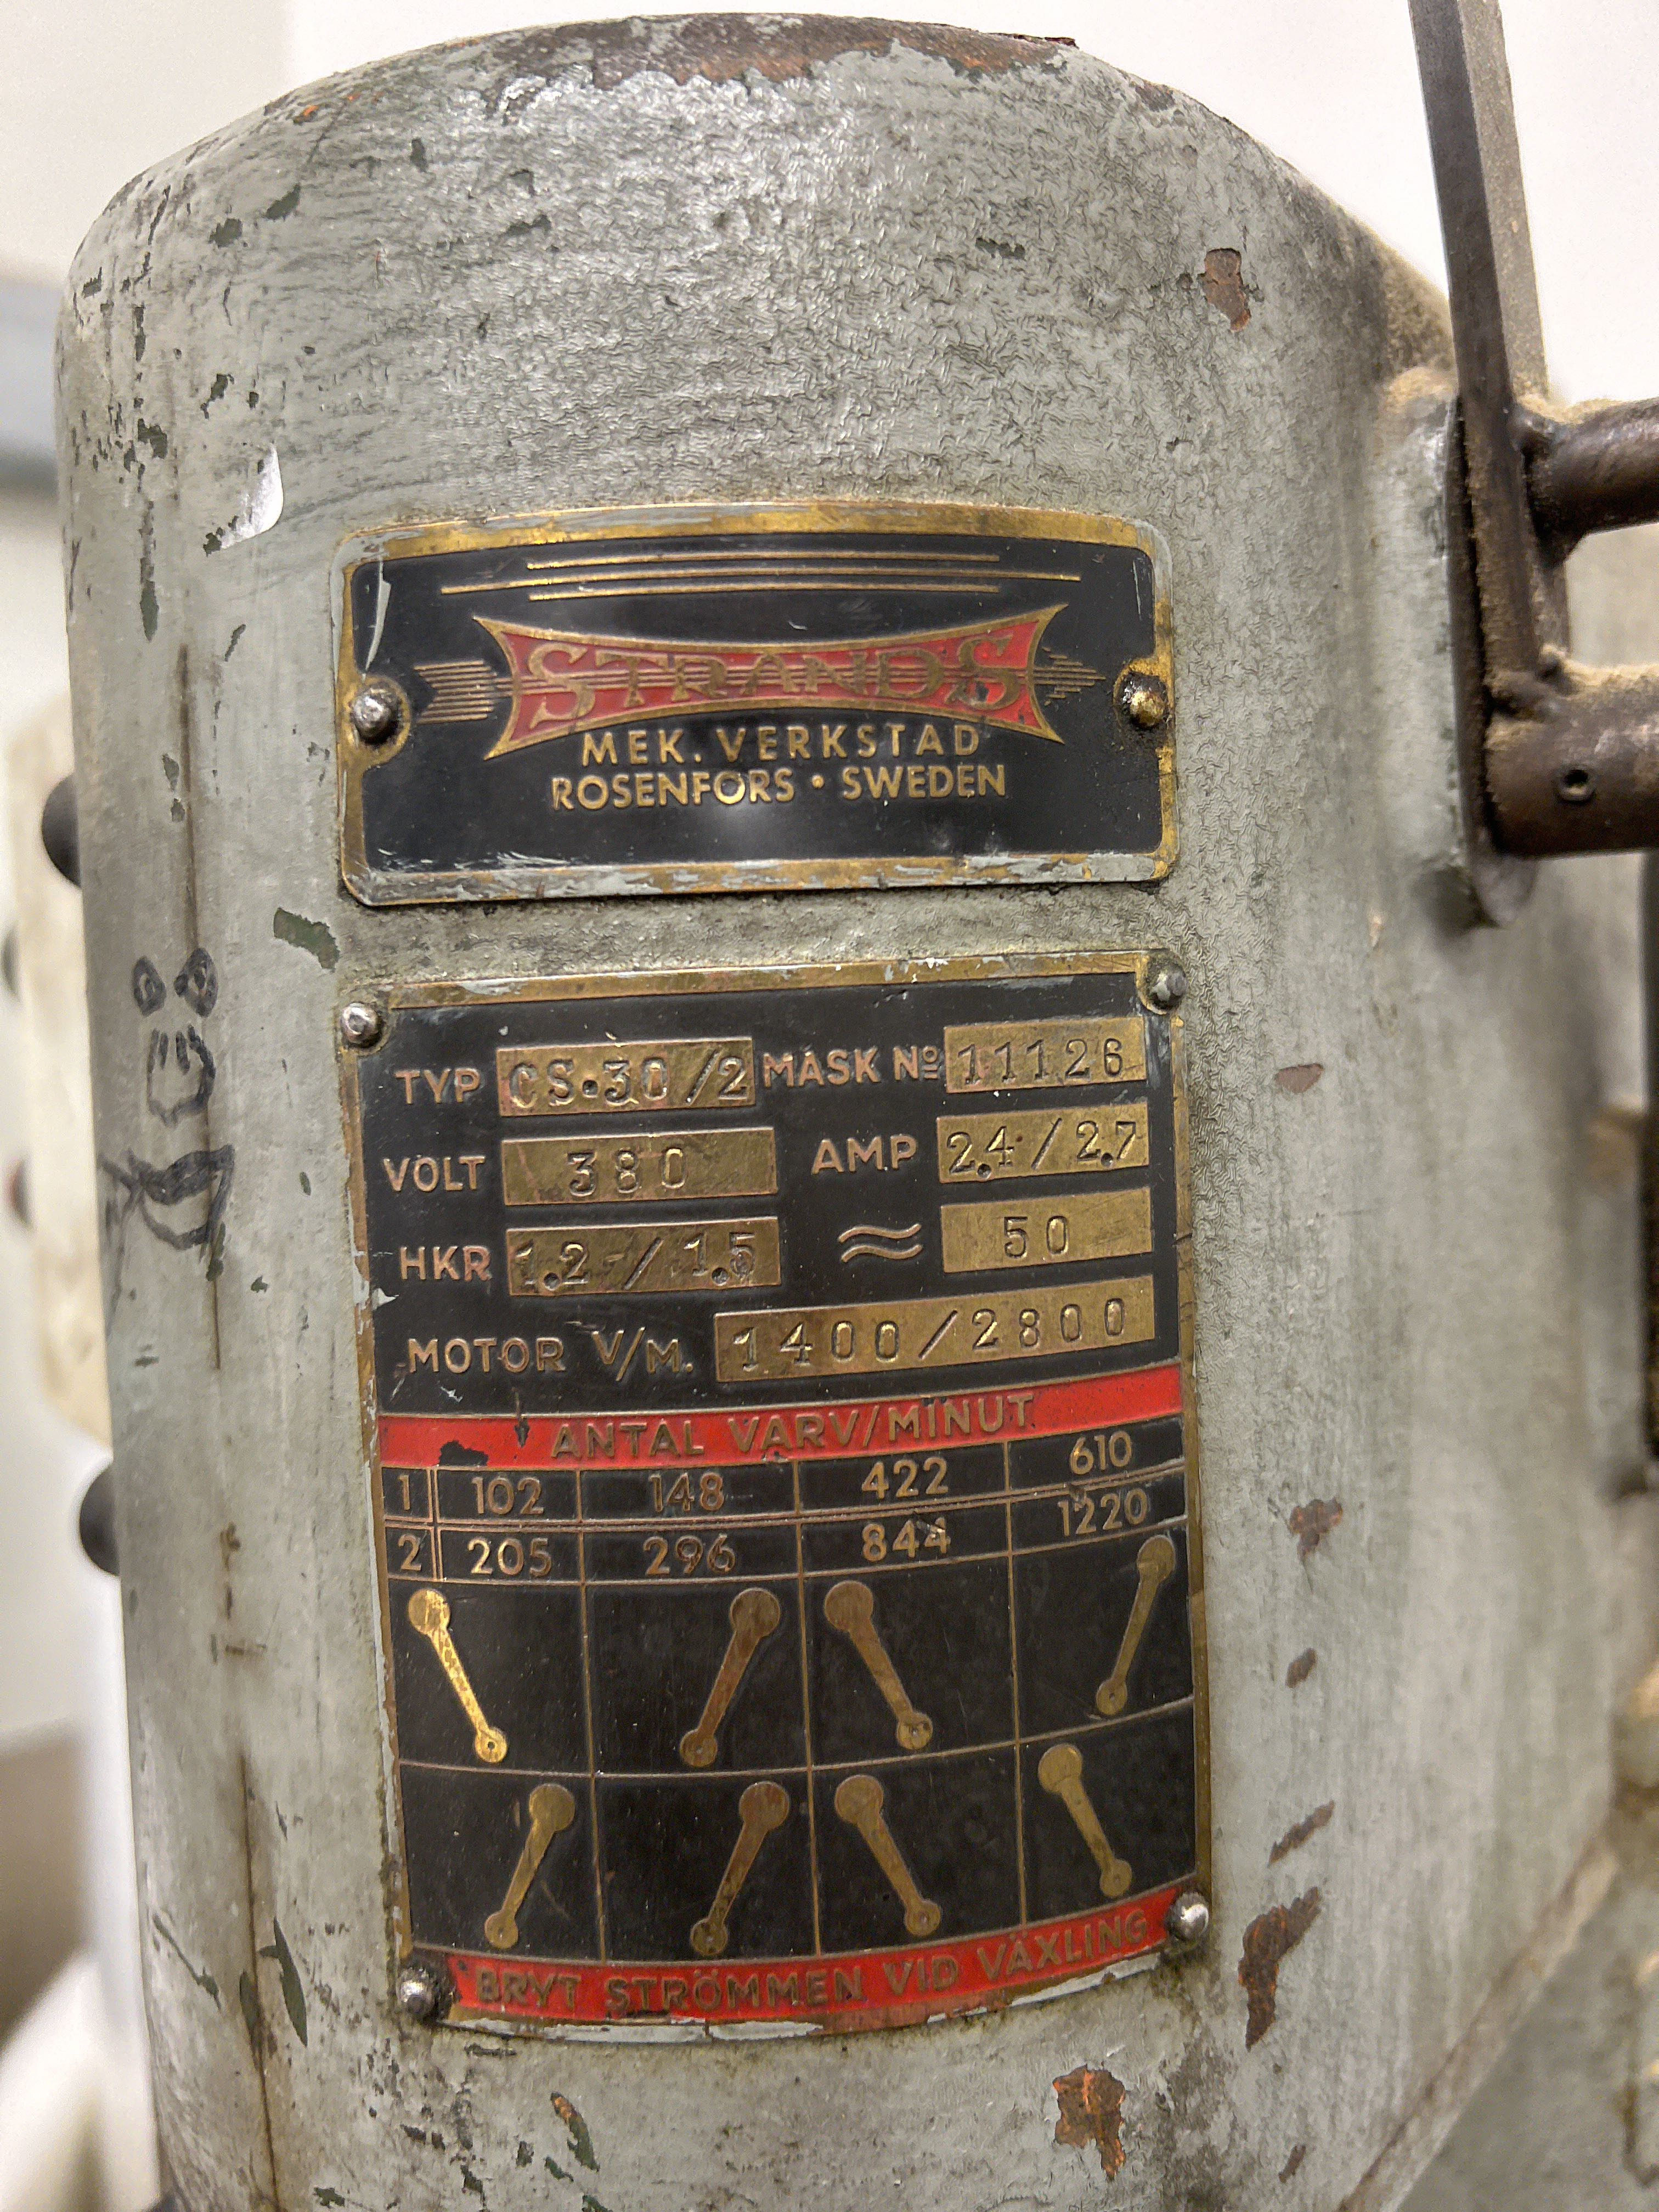 STRANDS
MEK. VERKSTAD
ROSENFORS • SWEDEN
TYP CS.30/2 MASK Nº 11126
VOLT 380 AMP 2.4/2.7
HKR 1.2/1.5 ≈ 50
MOTOR V/M. 1400/2800
ANTAL VARV/MINUT
1 102 148 422 610
2 205 296 844 1220
BRYT STRÖMMEN VID VÄXLING